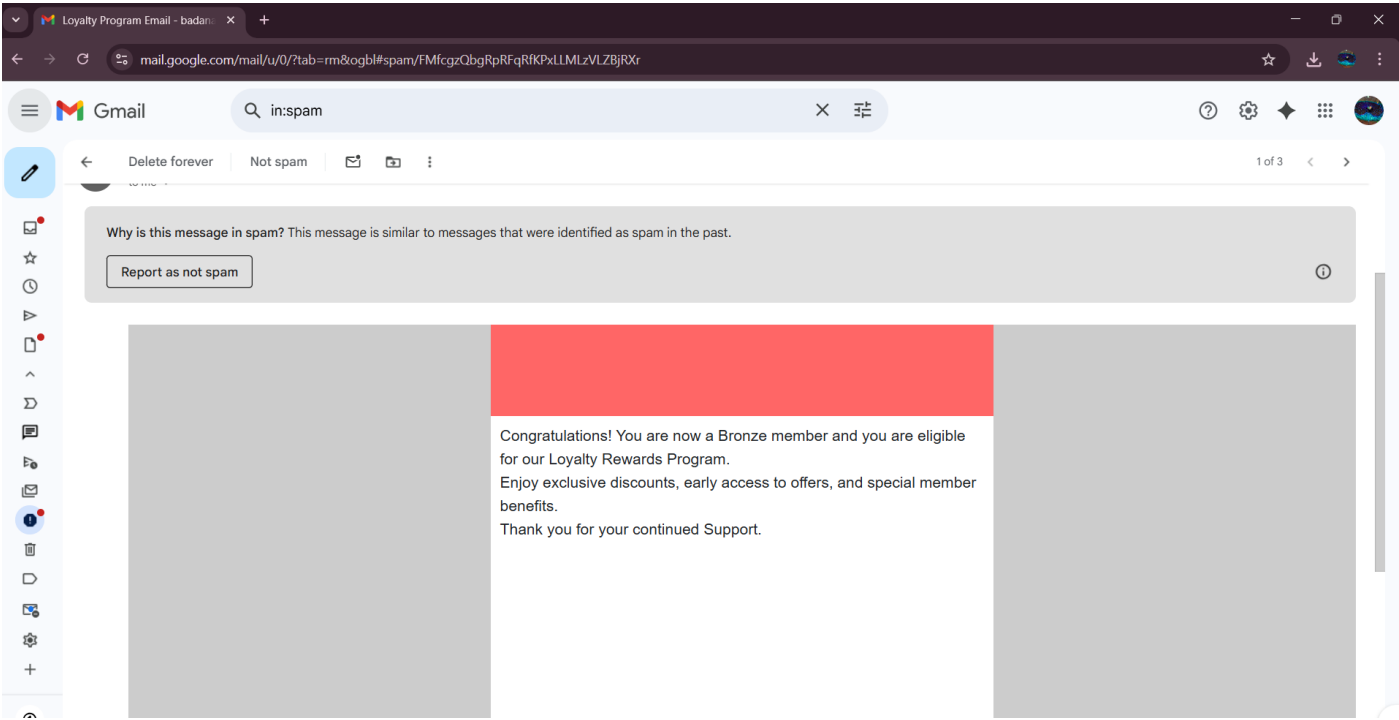 Loyalty Program Email - badana
mail.google.com/mail/u/0/?tab=rm&ogbl#spam/FMfcgzQbgRpRFqRfKPxLLMLzVLZBjRXr
Gmail
in:spam
Delete forever
Not spam
1 of 3
to me
Why is this message in spam? This message is similar to messages that were identified as spam in the past.
Report as not spam
Congratulations! You are now a Bronze member and you are eligible
for our Loyalty Rewards Program.
Enjoy exclusive discounts, early access to offers, and special member
benefits.
Thank you for your continued Support.